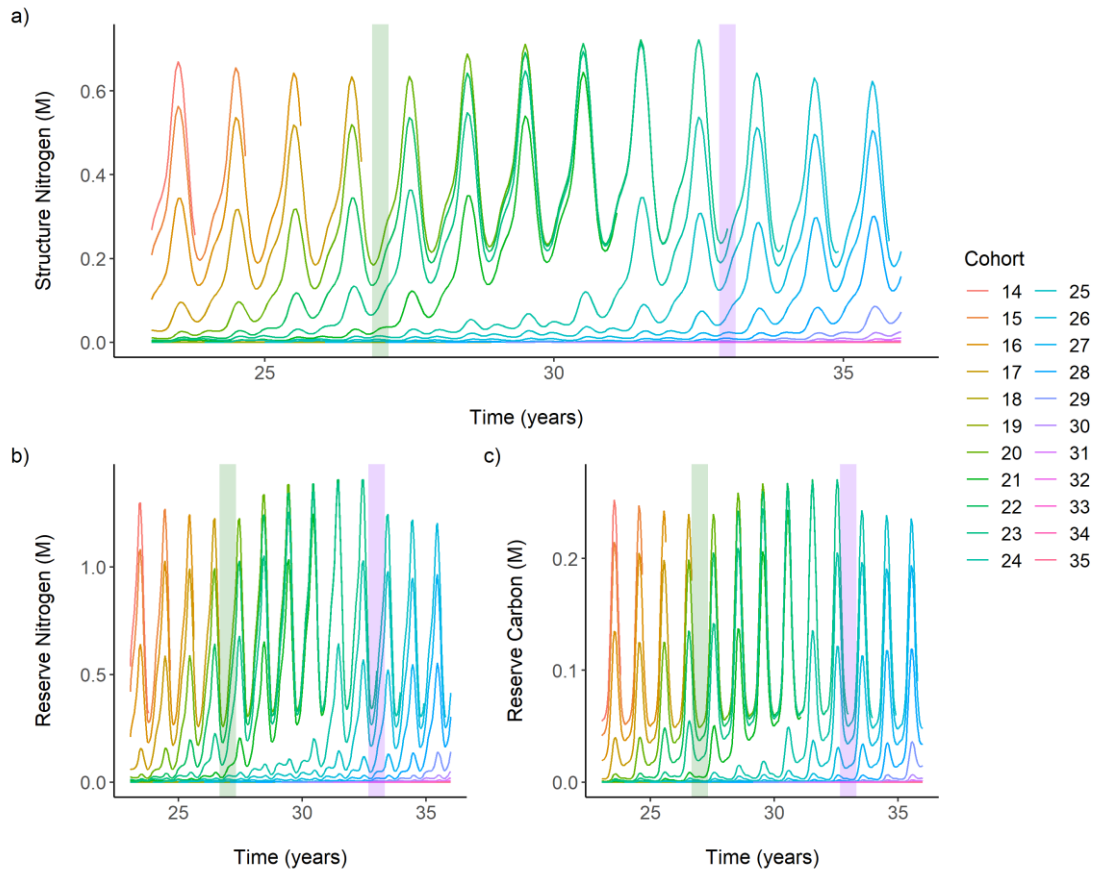 a)
Structure Nitrogen (M)
0.6
0.4
0.2
0.0
25 30 35
Time (years)
b)
Reserve Nitrogen (M)
1.0
0.5
0.0
25 30 35
Time (years)
c)
Reserve Carbon (M)
0.2
0.1
0.0
25 30 35
Time (years)
Cohort
14 25
15 26
16 27
17 28
18 29
19 30
20 31
21 32
22 33
23 34
24 35